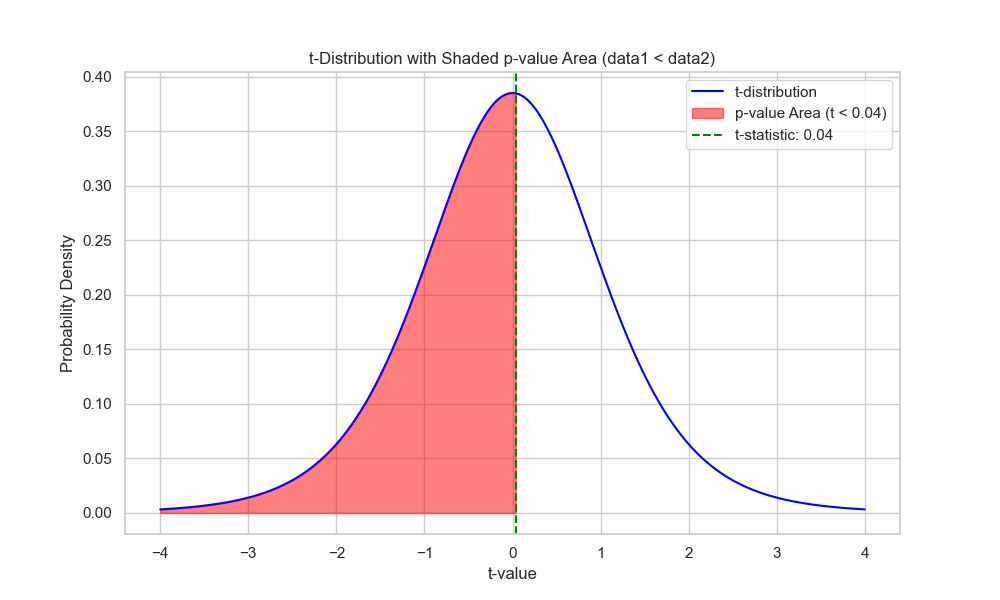 t-Distribution with Shaded p-value Area (data1 < data2)
t-distribution
p-value Area (t < 0.04)
t-statistic: 0.04
Probability Density
0.40
0.35
0.30
0.25
0.20
0.15
0.10
0.05
0.00
−4 −3 −2 −1 0 1 2 3 4
t-value